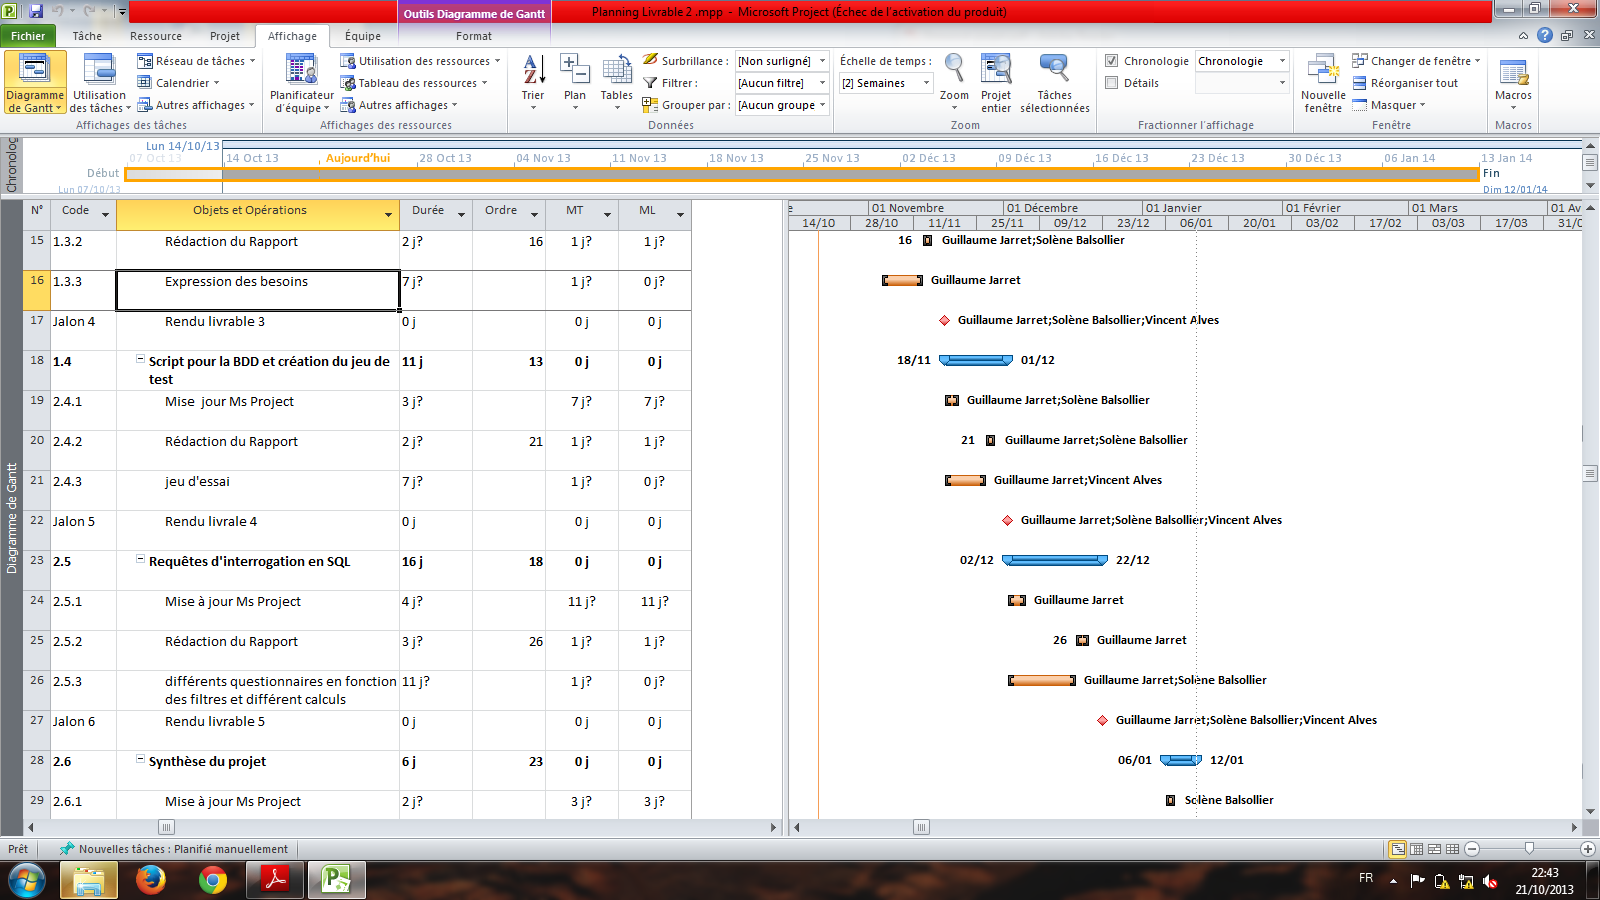 Outils Diagramme de Gantt
Planning Livrable 2 .mpp - Microsoft Project (Échec de l'activation du produit)
Fichier Tâche Ressource Projet Affichage Équipe Format
Diagramme de Gantt
Utilisation des tâches
Réseau de tâches
Calendrier
Autres affichages
Affichages des tâches
Planificateur d'équipe
Utilisation des ressources
Tableau des ressources
Autres affichages
Affichages des ressources
Trier
Plan
Tables
Surbrillance : [Non surligné]
Filtrer : [Aucun filtre]
Grouper par : [Aucun groupe
Données
Échelle de temps :
[2] Semaines
Zoom
Projet entier
Tâches sélectionnées
Zoom
Chronologie Chronologie
Détails
Fractionner l'affichage
Nouvelle fenêtre
Changer de fenêtre
Réorganiser tout
Masquer
Fenêtre
Macros
Macros
Chronolog
Lun 14/10/13
07 Oct 13 14 Oct 13 Aujourd'hui 28 Oct 13 04 Nov 13 11 Nov 13 18 Nov 13 25 Nov 13 02 Déc 13 09 Déc 13 16 Déc 13 23 Déc 13 30 Déc 13 06 Jan 14 13 Jan 14
Début
Lun 07/10/13
Fin
Dim 12/01/14
Diagramme de Gantt
N° Code Objets et Opérations Durée Ordre MT ML
15 1.3.2 Rédaction du Rapport 2 j? 16 1 j? 1 j?
16 1.3.3 Expression des besoins 7 j? 1 j? 0 j?
17 Jalon 4 Rendu livrable 3 0 j 0 j 0 j
18 1.4 Script pour la BDD et création du jeu de test 11 j 13 0 j 0 j
19 2.4.1 Mise  jour Ms Project 3 j? 7 j? 7 j?
20 2.4.2 Rédaction du Rapport 2 j? 21 1 j? 1 j?
21 2.4.3 jeu d'essai 7 j? 1 j? 0 j?
22 Jalon 5 Rendu livrale 4 0 j 0 j 0 j
23 2.5 Requêtes d'interrogation en SQL 16 j 18 0 j 0 j
24 2.5.1 Mise à jour Ms Project 4 j? 11 j? 11 j?
25 2.5.2 Rédaction du Rapport 3 j? 26 1 j? 1 j?
26 2.5.3 différents questionnaires en fonction des filtres et différent calculs 11 j? 1 j? 0 j?
27 Jalon 6 Rendu livrable 5 0 j 0 j 0 j
28 2.6 Synthèse du projet 6 j 23 0 j 0 j
29 2.6.1 Mise à jour Ms Project 2 j? 3 j? 3 j?
e 01 Novembre 01 Décembre 01 Janvier 01 Février 01 Mars 01 Av
14/10 28/10 11/11 25/11 09/12 23/12 06/01 20/01 03/02 17/02 03/03 17/03 31/0
16 Guillaume Jarret;Solène Balsollier
Guillaume Jarret
Guillaume Jarret;Solène Balsollier;Vincent Alves
18/11 01/12
Guillaume Jarret;Solène Balsollier
21 Guillaume Jarret;Solène Balsollier
Guillaume Jarret;Vincent Alves
Guillaume Jarret;Solène Balsollier;Vincent Alves
02/12 22/12
Guillaume Jarret
26 Guillaume Jarret
Guillaume Jarret;Solène Balsollier
Guillaume Jarret;Solène Balsollier;Vincent Alves
06/01 12/01
Solène Balsollier
Prêt Nouvelles tâches : Planifié manuellement
FR
22:43
21/10/2013